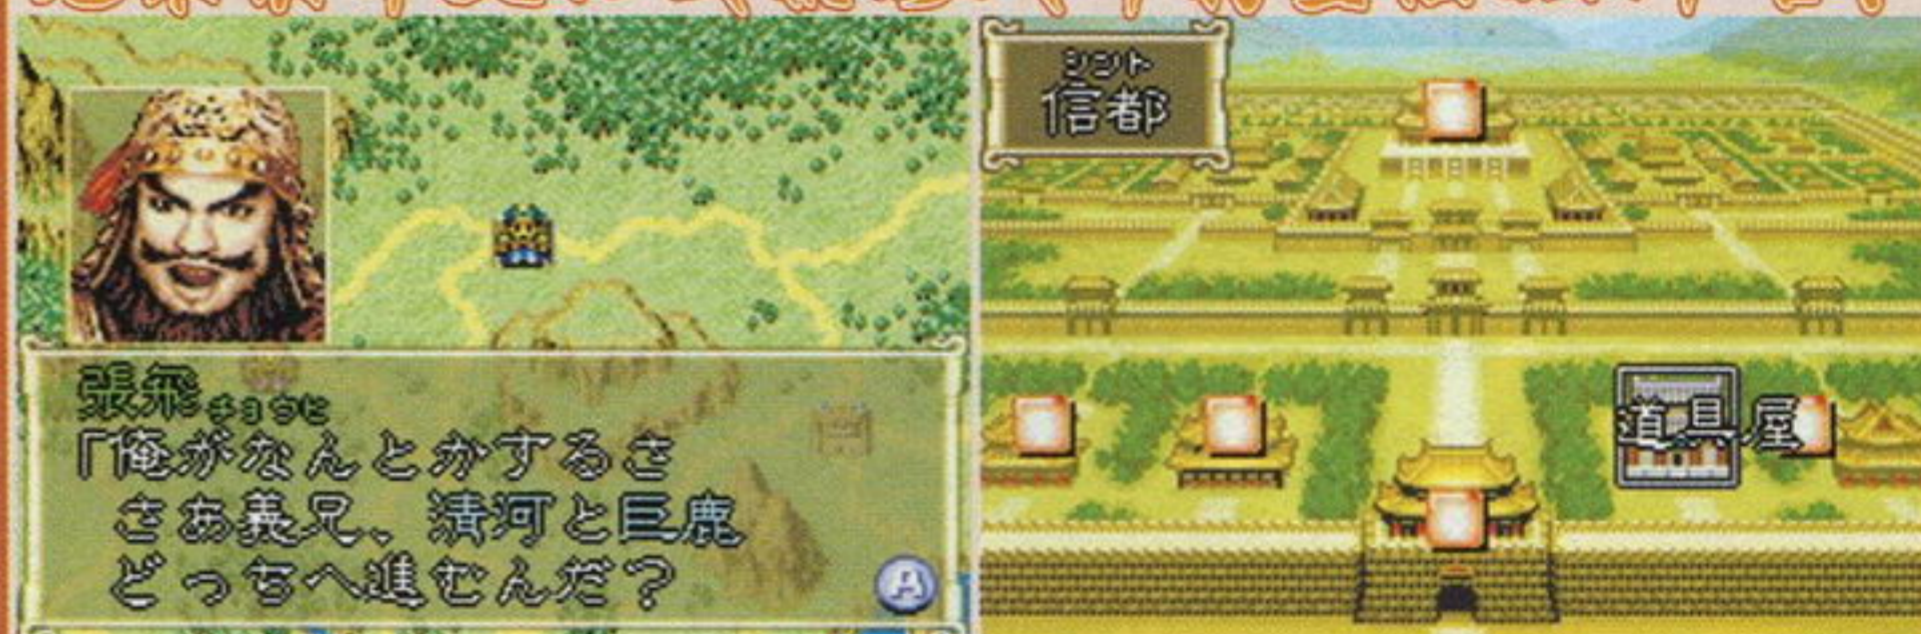 張飛チョウヒ
「俺がなんとかするさ
さあ義兄、清河と巨鹿
どっちへ進むんだ？
A
シント
信都
道具屋